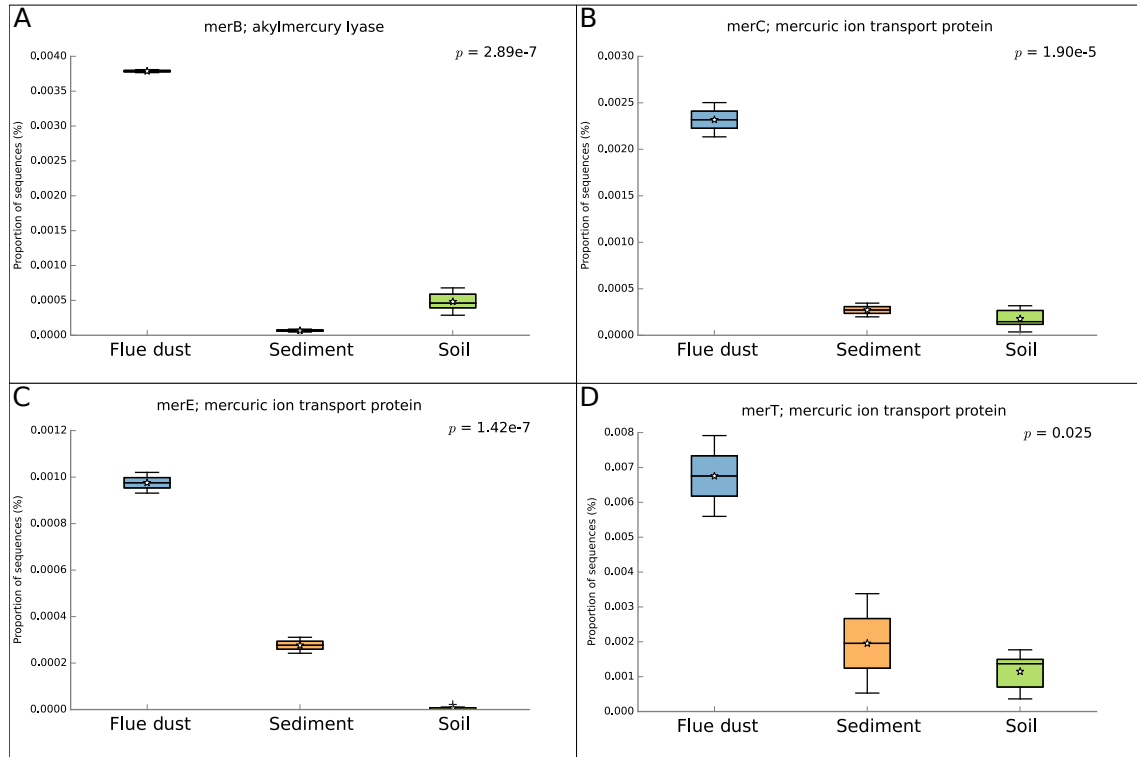 A
merB; akylmercury lyase
p = 2.89e-7
Proportion of sequences (%)
0.0040
0.0035
0.0030
0.0025
0.0020
0.0015
0.0010
0.0005
0.0000
Flue dust Sediment Soil
B
merC; mercuric ion transport protein
p = 1.90e-5
Proportion of sequences (%)
0.0030
0.0025
0.0020
0.0015
0.0010
0.0005
0.0000
Flue dust Sediment Soil
C
merE; mercuric ion transport protein
p = 1.42e-7
Proportion of sequences (%)
0.0012
0.0010
0.0008
0.0006
0.0004
0.0002
0.0000
Flue dust Sediment Soil
D
merT; mercuric ion transport protein
p = 0.025
Proportion of sequences (%)
0.008
0.007
0.006
0.005
0.004
0.003
0.002
0.001
0.000
Flue dust Sediment Soil